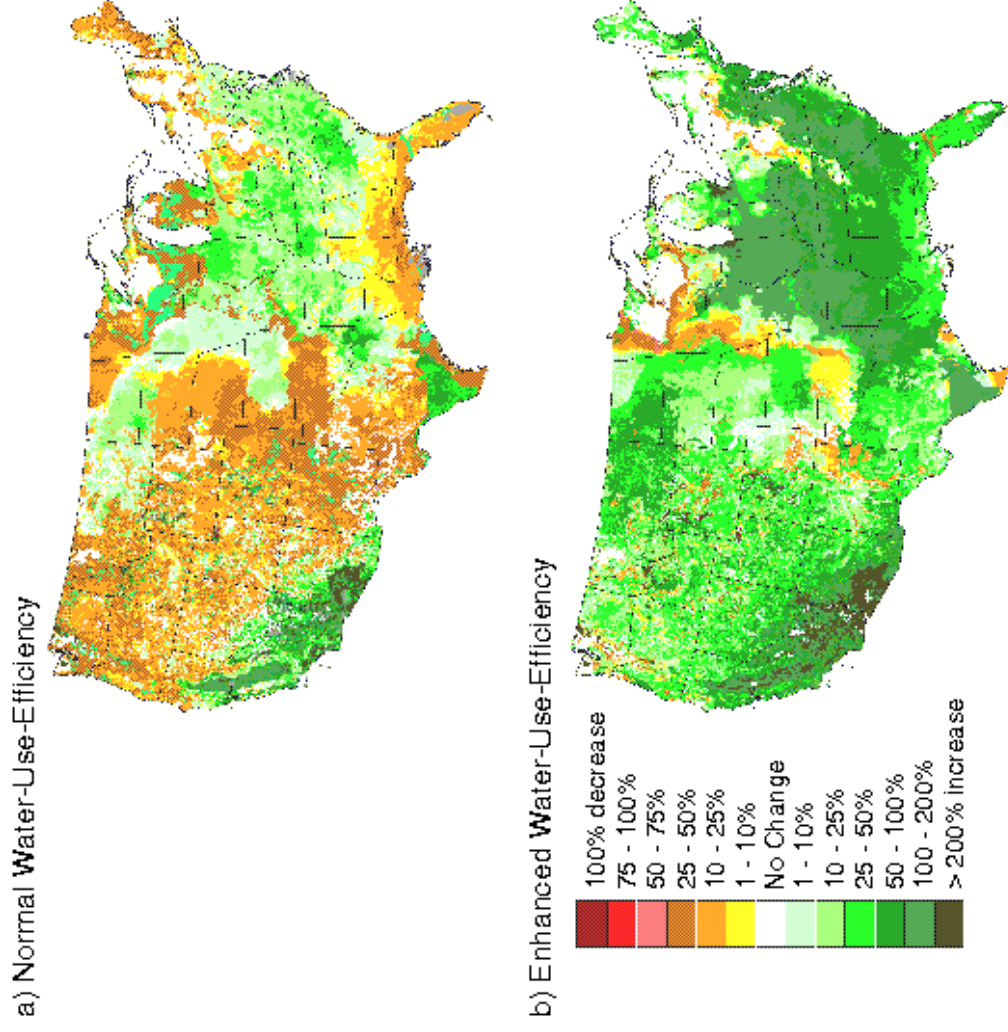 a) Normal Water-Use-Efficiency
b) Enhanced Water-Use-Efficiency
100% decrease
75 - 100%
50 - 75%
25 - 50%
10 - 25%
1 - 10%
No Change
1 - 10%
10 - 25%
25 - 50%
50 - 100%
100 - 200%
> 200% increase